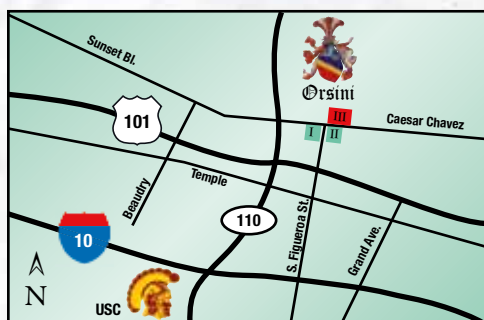 Sunset Bl.
Orsini
III
Caesar Chavez
I
II
101
Temple
Beaudry
110
S. Figueroa St.
Grand Ave.
10
N
USC